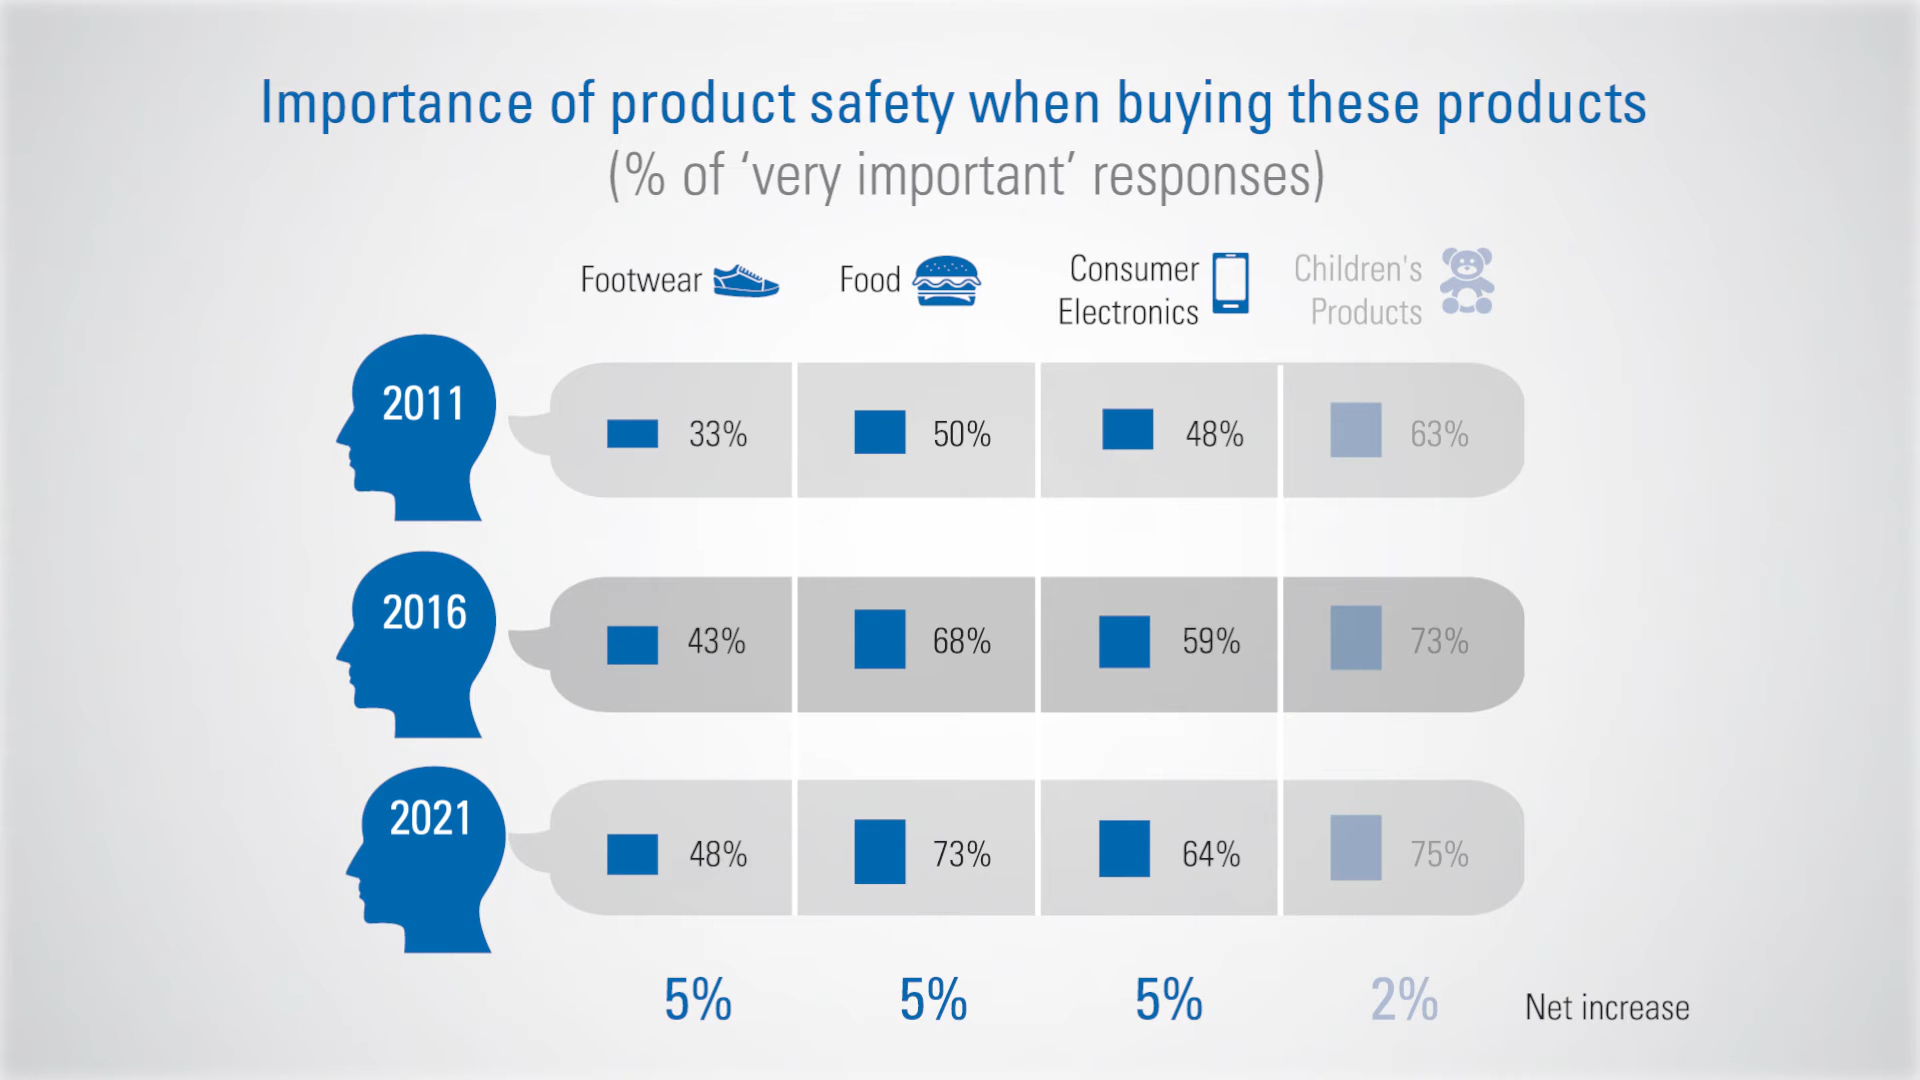 Importance of product safety when buying these products
(% of ‘very important’ responses)
Footwear
Food
Consumer
Electronics
Children's
Products
2011
33%
50%
48%
63%
2016
43%
68%
59%
73%
2021
48%
73%
64%
75%
5%
5%
5%
2%
Net increase